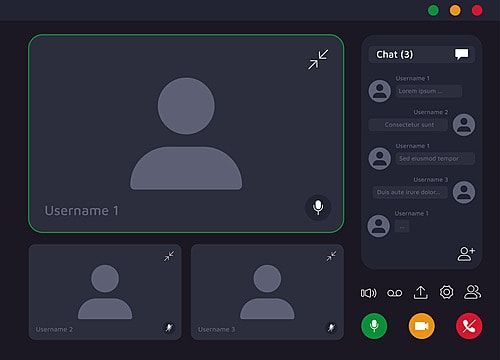 Username 1
Username 2
Username 3
Chat (3)
Username 1
Lorem ipsum ...
Username 2
Consectetur sunt
Username 1
Sed eiusmod tempor
Username 3
Duis aute irure dolor...
Username 1
...